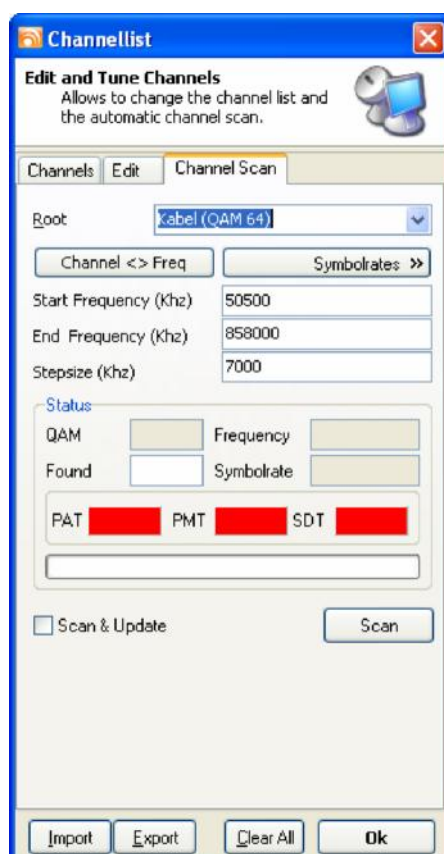 Channellist
Edit and Tune Channels
Allows to change the channel list and
the automatic channel scan.
Channels Edit Channel Scan
Root Kabel (QAM 64)
Channel <> Freq Symbolrates »
Start Frequency (Khz) 50500
End Frequency (Khz) 858000
Stepsize (Khz) 7000
Status
QAM Frequency
Found Symbolrate
PAT PMT SDT
Scan & Update Scan
Import Export Clear All Ok